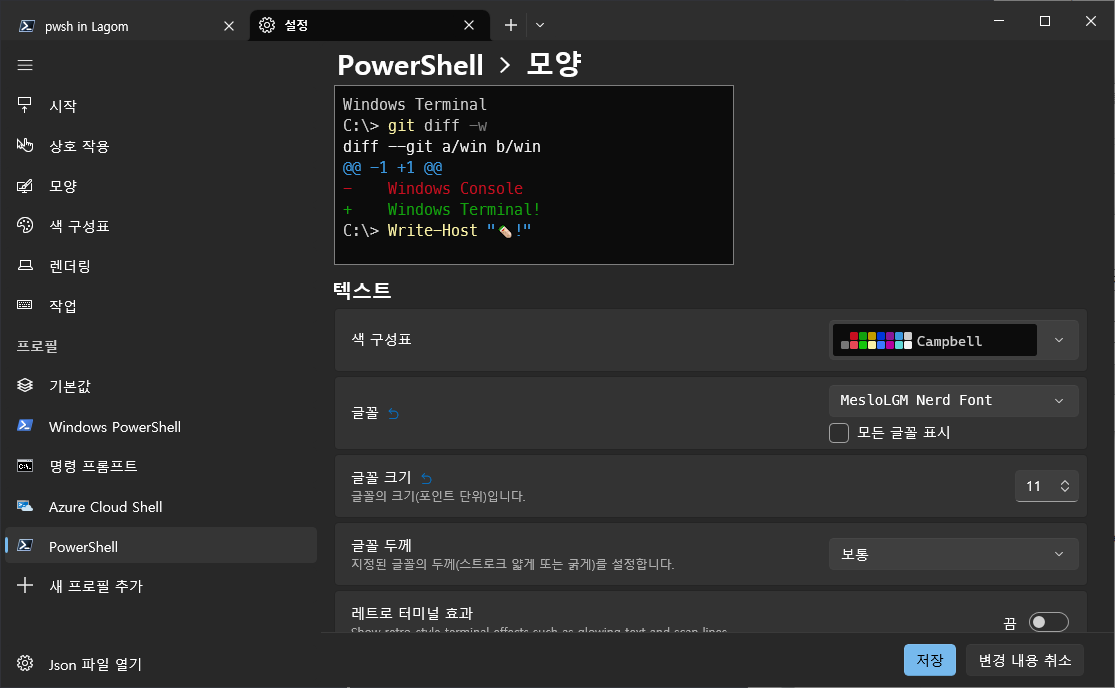 pwsh in Lagom
설정
PowerShell > 모양
시작
상호 작용
모양
색 구성표
렌더링
작업
프로필
기본값
Windows PowerShell
명령 프롬프트
Azure Cloud Shell
PowerShell
새 프로필 추가
Json 파일 열기
Windows Terminal
C:\> git diff -w
diff --git a/win b/win
@@ -1 +1 @@
-    Windows Console
+    Windows Terminal!
C:\> Write-Host "!"
텍스트
색 구성표
Campbell
글꼴
MesloLGM Nerd Font
모든 글꼴 표시
글꼴 크기
글꼴의 크기(포인트 단위)입니다.
11
글꼴 두께
지정된 글꼴의 두께(스트로크 얇게 또는 굵게)를 설정합니다.
보통
레트로 터미널 효과
Show retro-style terminal effects such as glowing text and scan lines.
끔
저장
변경 내용 취소